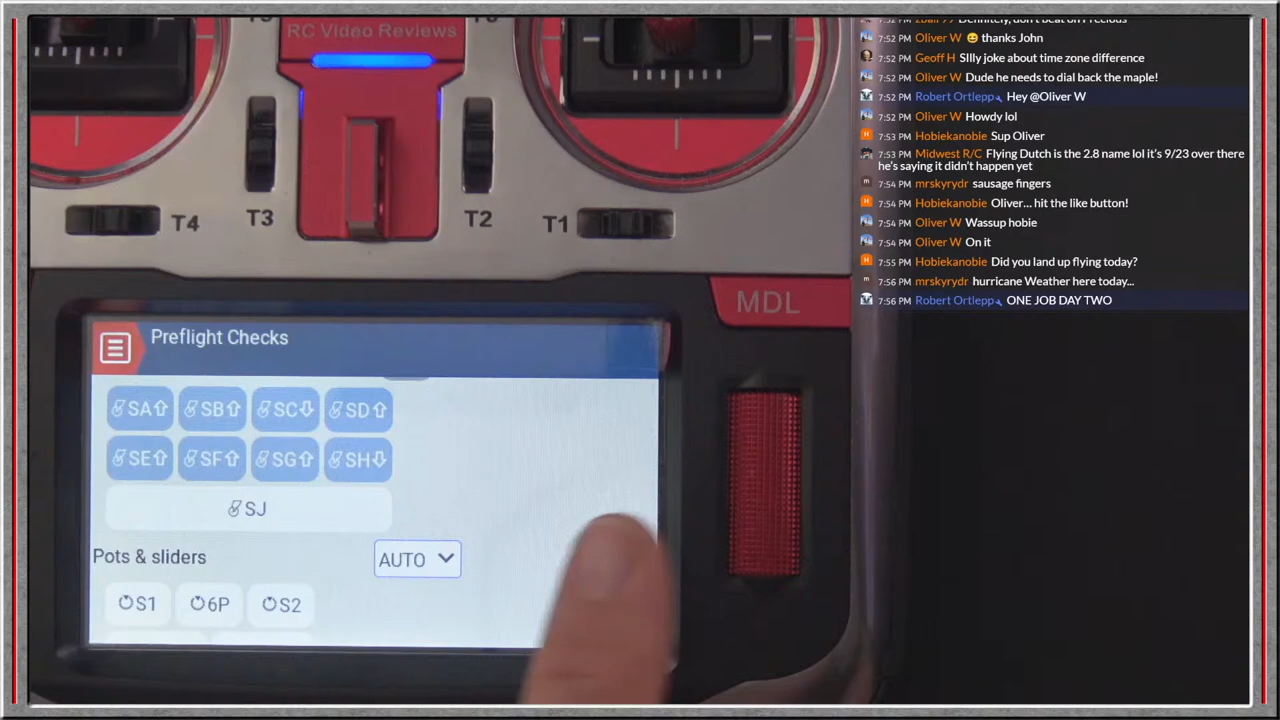 RC Video Reviews
T4
T3
T2
T1
MDL
Preflight Checks
SA SB SC SD
SE SF SG SH
SJ
Pots & sliders AUTO
S1 6P S2
7:52 PM Oliver W 😄 thanks John
7:52 PM Geoff H SIlly joke about time zone difference
7:52 PM Oliver W Dude he needs to dial back the maple!
7:52 PM Robert Ortlepp Hey @Oliver W
7:52 PM Oliver W Howdy lol
7:53 PM Hobiekanobie Sup Oliver
7:53 PM Midwest R/C Flying Dutch is the 2.8 name lol it's 9/23 over there
he's saying it didn't happen yet
7:54 PM mrskyrydr sausage fingers
7:54 PM Hobiekanobie Oliver... hit the like button!
7:54 PM Oliver W Wassup hobie
7:54 PM Oliver W On it
7:55 PM Hobiekanobie Did you land up flying today?
7:56 PM mrskyrydr hurricane Weather here today...
7:56 PM Robert Ortlepp ONE JOB DAY TWO